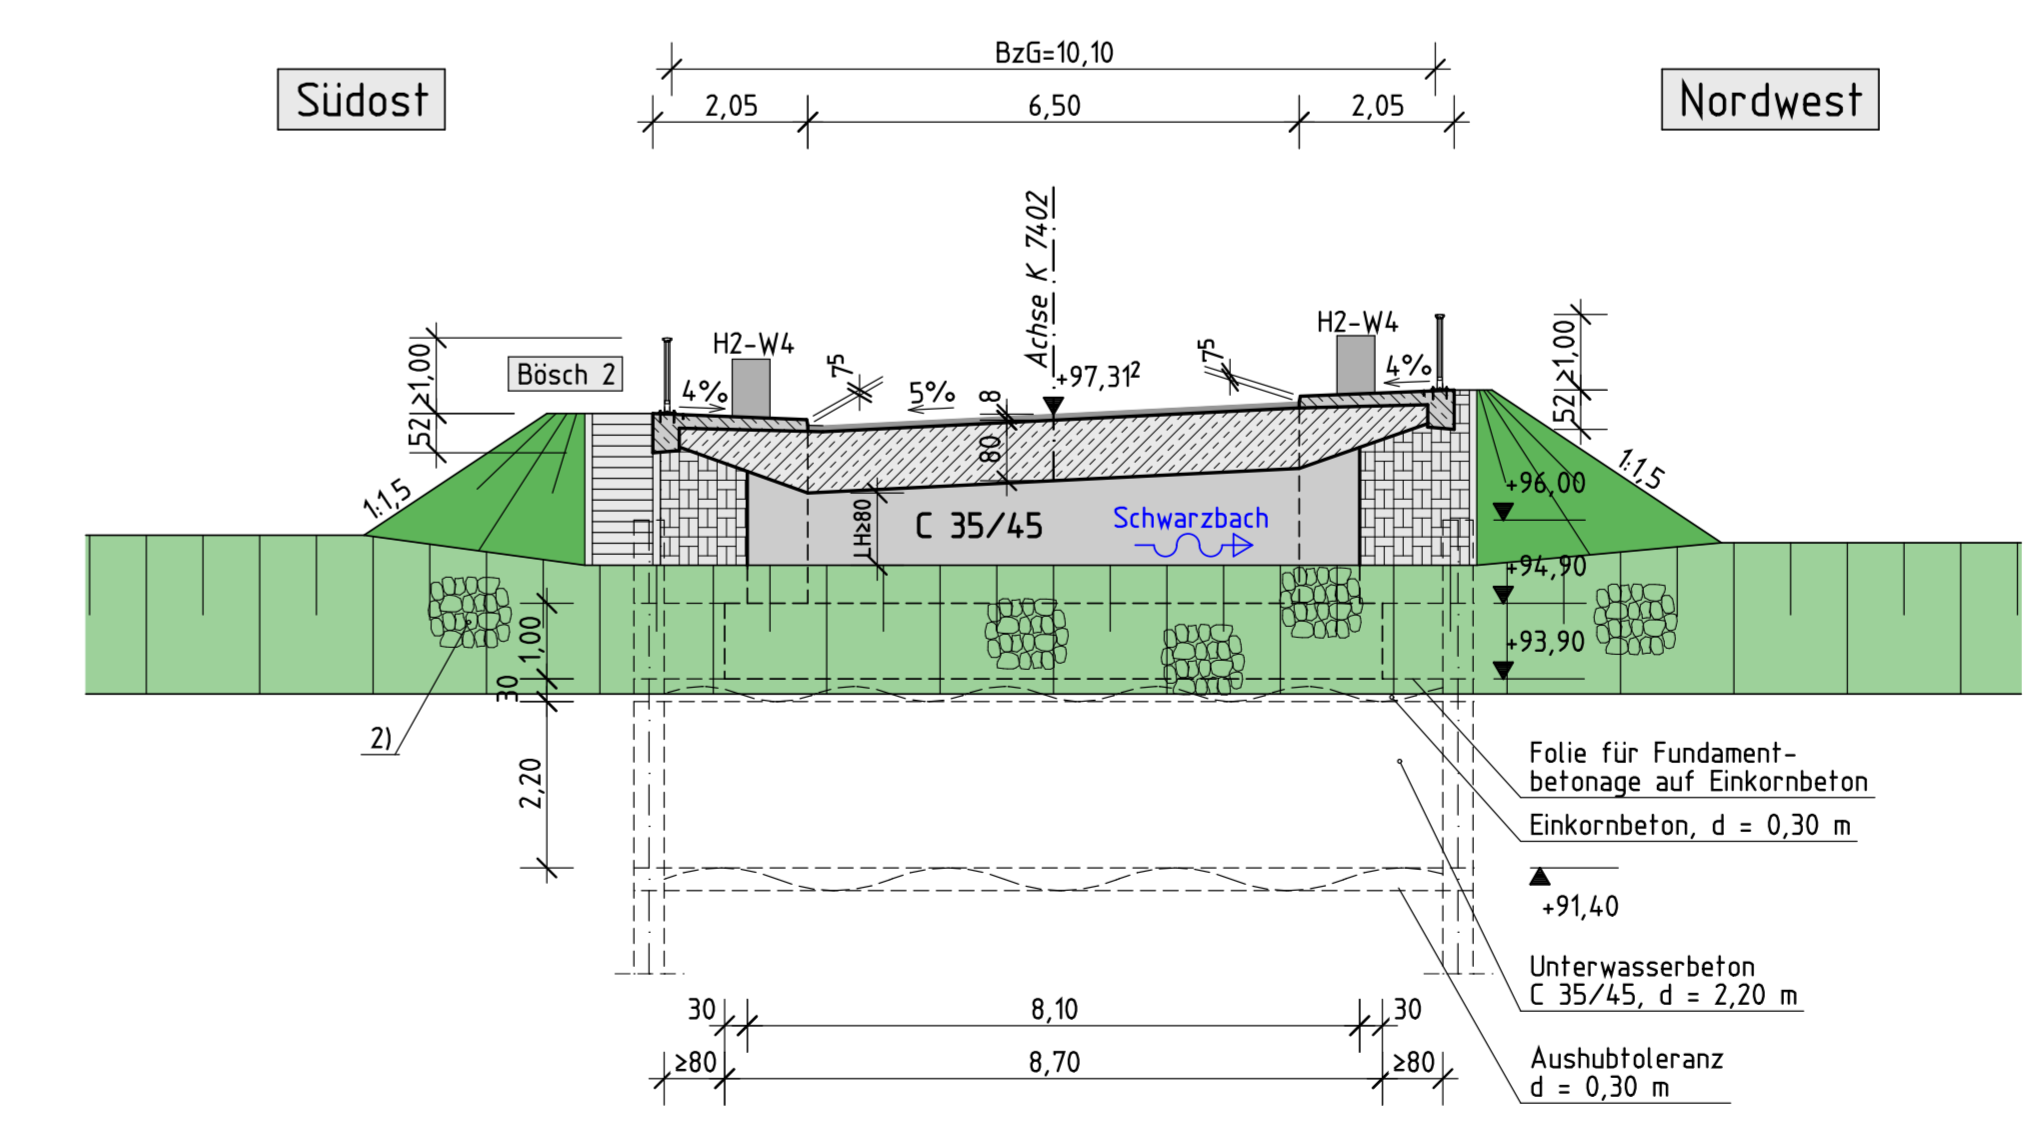 BzG=10,10
Südost
Nordwest
2,05
6,50
2,05
Achse K 7402
H2-W4
H2-W4
≥1,00
52
Bösch 2
4%
7⁵
5%
8
+97,31²
7⁵
4%
≥1,00
52
80
1:1,5
1:1,5
+96,00
LH≥80
C 35/45
Schwarzbach
+94,90
1,00
+93,90
30
2)
2,20
Folie für Fundament-
betonage auf Einkornbeton
Einkornbeton, d = 0,30 m
+91,40
Unterwasserbeton
C 35/45, d = 2,20 m
30
8,10
30
≥80
8,70
≥80
Aushubtoleranz
d = 0,30 m